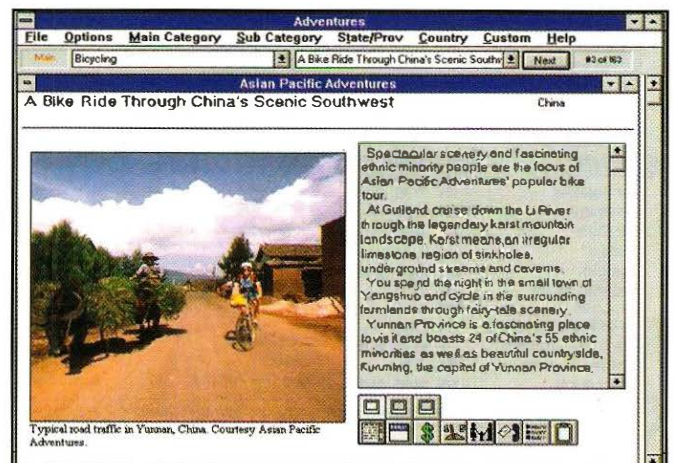 Adventures
File Options Main Category Sub Category State/Prov Country Custom Help
Main Bicycling A Bike Ride Through China's Scenic Southw Next #3 of 163
Asian Pacific Adventures
A Bike Ride Through China's Scenic Southwest China
Spectacular scenery and fascinating
ethnic minority people are the focus of
Asian Pacific Adventures' popular bike
tour.
At Guiland, cruise down the Li River
through the legendary karst mountain
landscape. Karst means an irregular
limestone region of sinkholes,
underground streams and caverns.
You spend the night in the small town of
Yangshuo and cycle in the surrounding
farmlands through fairy-tale scenery.
Yunnan Province is a fascinating place
to visit and boasts 24 of China's 55 ethnic
minorities as well as beautiful countryside.
Kunming, the capital of Yunnan Province,
Typical road traffic in Yunnan, China. Courtesy Asian Pacific
Adventures.